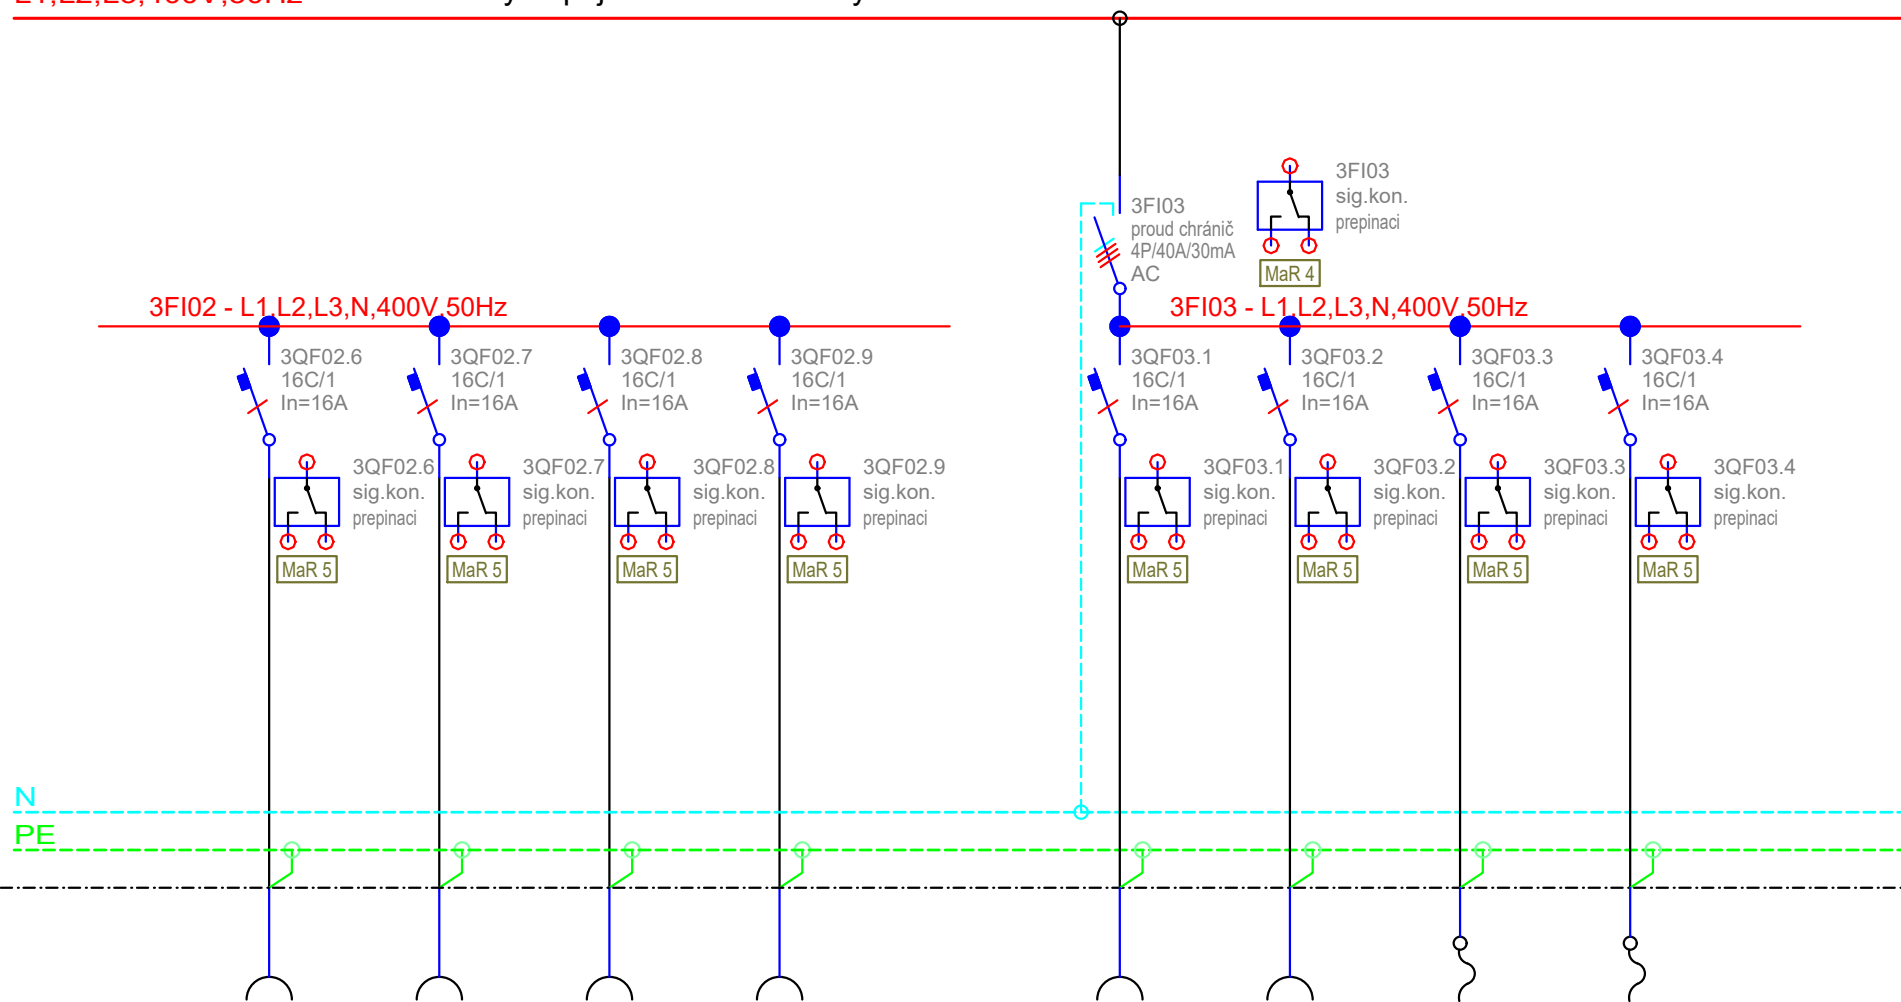 3FI03
sig.kon.
prepinaci
MaR 4
3FI03
proud chránič
4P/40A/30mA
AC
3FI02 - L1,L2,L3,N,400V,50Hz
3FI03 - L1,L2,L3,N,400V,50Hz
3QF02.6
16C/1
In=16A
3QF02.7
16C/1
In=16A
3QF02.8
16C/1
In=16A
3QF02.9
16C/1
In=16A
3QF03.1
16C/1
In=16A
3QF03.2
16C/1
In=16A
3QF03.3
16C/1
In=16A
3QF03.4
16C/1
In=16A
3QF02.6
sig.kon.
prepinaci
MaR 5
3QF02.7
sig.kon.
prepinaci
MaR 5
3QF02.8
sig.kon.
prepinaci
MaR 5
3QF02.9
sig.kon.
prepinaci
MaR 5
3QF03.1
sig.kon.
prepinaci
MaR 5
3QF03.2
sig.kon.
prepinaci
MaR 5
3QF03.3
sig.kon.
prepinaci
MaR 5
3QF03.4
sig.kon.
prepinaci
MaR 5
N
PE